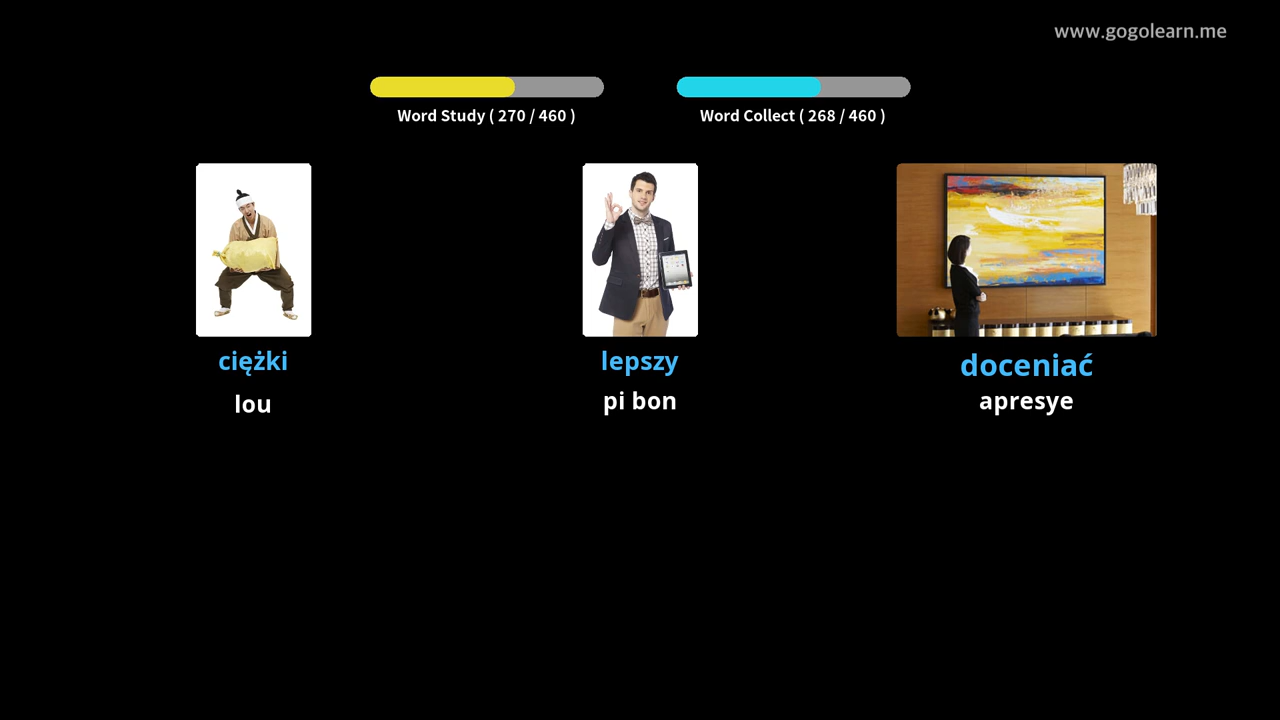 www.gogolearn.me
Word Study ( 270 / 460 )
Word Collect ( 268 / 460 )
ciężki
lepszy
doceniać
lou
pi bon
apresye